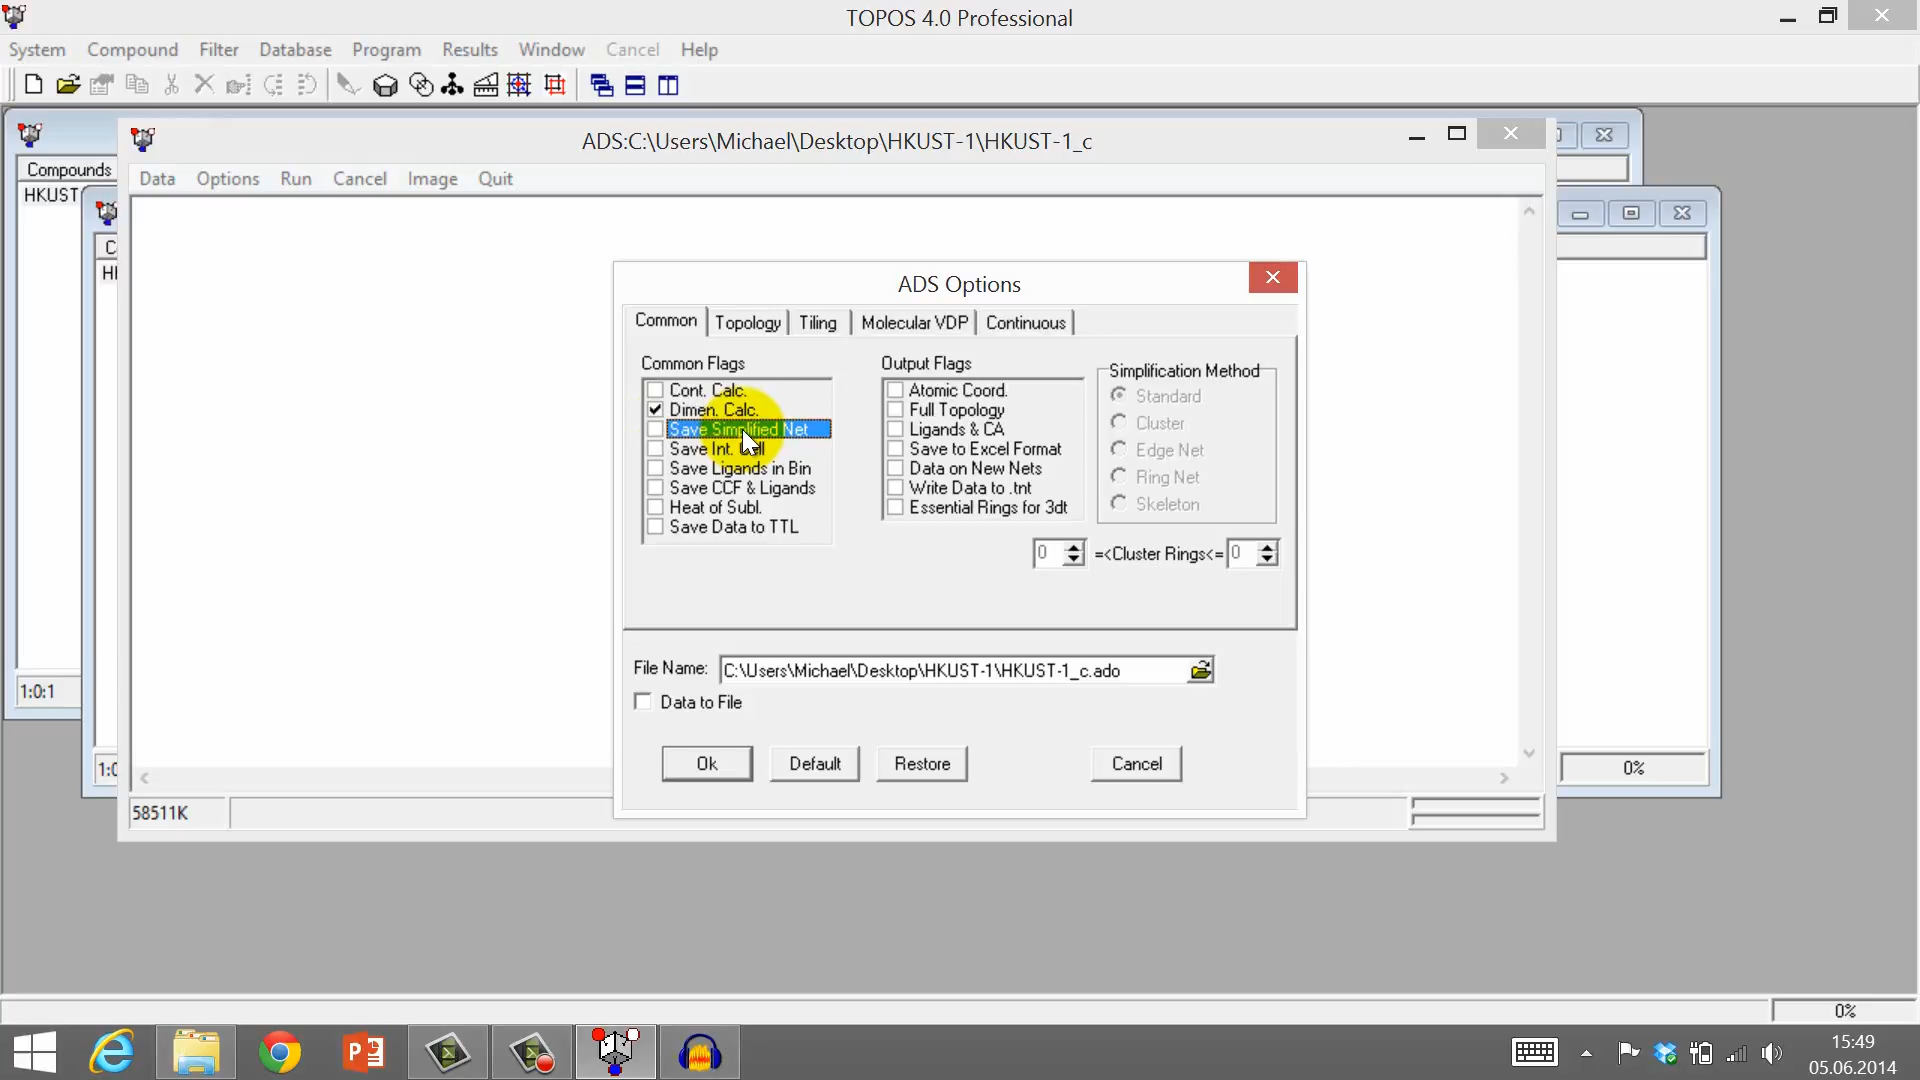 TOPOS 4.0 Professional
System Compound Filter Database Program Results Window Cancel Help
ADS:C:\Users\Michael\Desktop\HKUST-1\HKUST-1_c
Compounds
HKUST
Data Options Run Cancel Image Quit
C
HI
ADS Options
Common Topology Tiling Molecular VDP Continuous
Common Flags
Cont. Calc.
Dimen. Calc.
Save Simplified Net
Save Int. Cell
Save Ligands in Bin
Save CCF & Ligands
Heat of Subl.
Save Data to TTL
Output Flags
Atomic Coord.
Full Topology
Ligands & CA
Save to Excel Format
Data on New Nets
Write Data to .tnt
Essential Rings for 3dt
Simplification Method
Standard
Cluster
Edge Net
Ring Net
Skeleton
0 =<Cluster Rings<= 0
File Name: C:\Users\Michael\Desktop\HKUST-1\HKUST-1_c.ado
Data to File
Ok Default Restore Cancel
1:0:1
1:0
0%
58511K
0%
15:49
05.06.2014